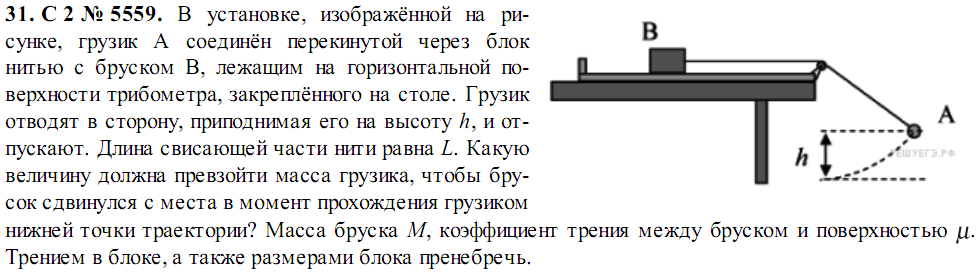 31. С 2 № 5559. В установке, изображённой на ри-
сунке, грузик А соединён перекинутой через блок
нитью с бруском В, лежащим на горизонтальной по-
верхности трибометра, закреплённого на столе. Грузик
отводят в сторону, приподнимая его на высоту h, и от-
пускают. Длина свисающей части нити равна L. Какую
величину должна превзойти масса грузика, чтобы бру-
сок сдвинулся с места в момент прохождения грузиком
нижней точки траектории? Масса бруска M, коэффициент трения между бруском и поверхностью μ.
Трением в блоке, а также размерами блока пренебречь.
В
А
h
РЕШУЕГЭ.РФ